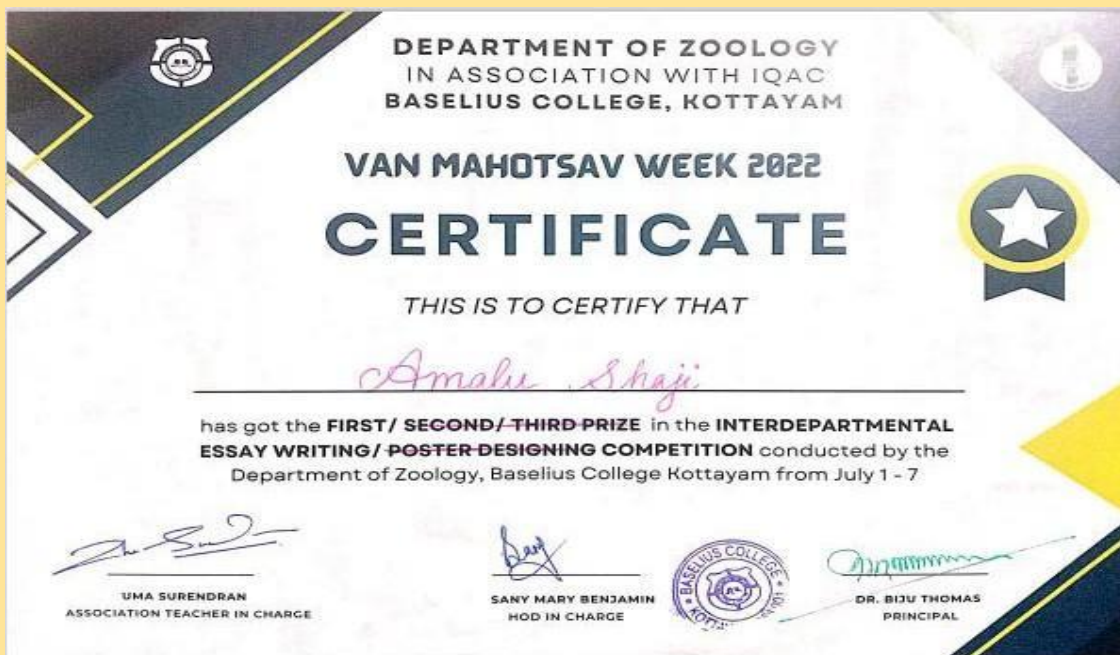 DEPARTMENT OF ZOOLOGY
IN ASSOCIATION WITH IQAC
BASELIUS COLLEGE, KOTTAYAM
VAN MAHOTSAV WEEK 2022
CERTIFICATE
THIS IS TO CERTIFY THAT
Amalu Shaji
has got the FIRST/ SECOND/ THIRD PRIZE in the INTERDEPARTMENTAL
ESSAY WRITING/ POSTER DESIGNING COMPETITION conducted by the
Department of Zoology, Baselius College Kottayam from July 1 - 7
UMA SURENDRAN
ASSOCIATION TEACHER IN CHARGE
SANY MARY BENJAMIN
HOD IN CHARGE
BASELIUS COLLEGE
DR. BIJU THOMAS
PRINCIPAL